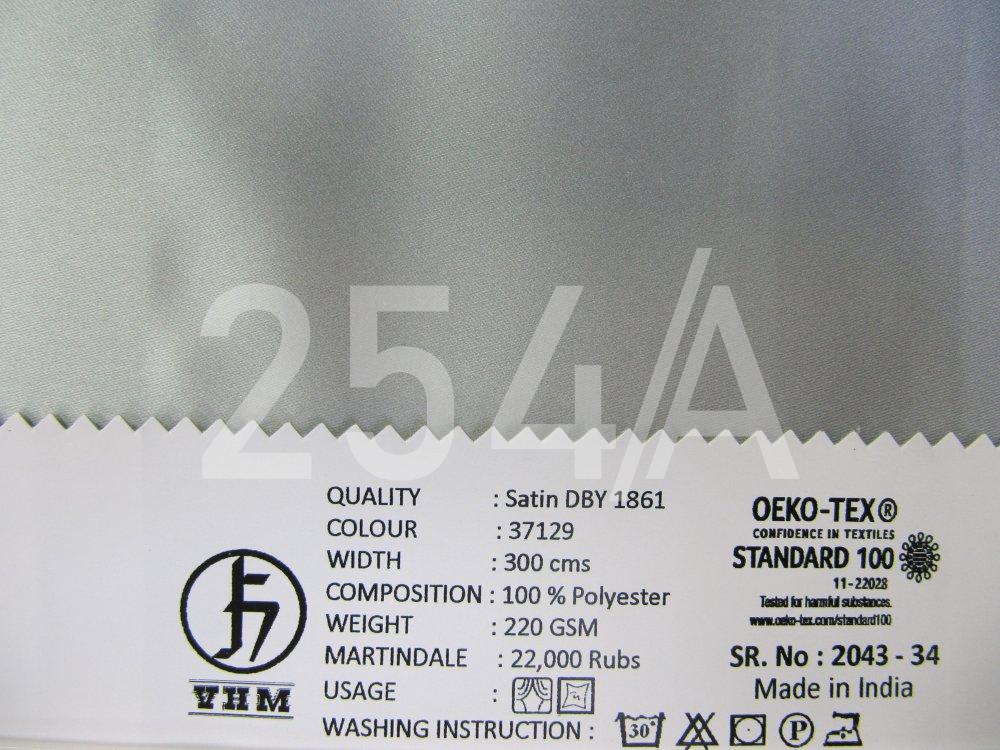 254/A
QUALITY : Satin DBY 1861
COLOUR : 37129
WIDTH : 300 cms
COMPOSITION : 100 % Polyester
WEIGHT : 220 GSM
MARTINDALE : 22,000 Rubs
USAGE :
WASHING INSTRUCTION : 30° P
VHM
OEKO-TEX®
CONFIDENCE IN TEXTILES
STANDARD 100
11-22028
Tested for harmful substances.
www.oeko-tex.com/standard100
SR. No : 2043 - 34
Made in India